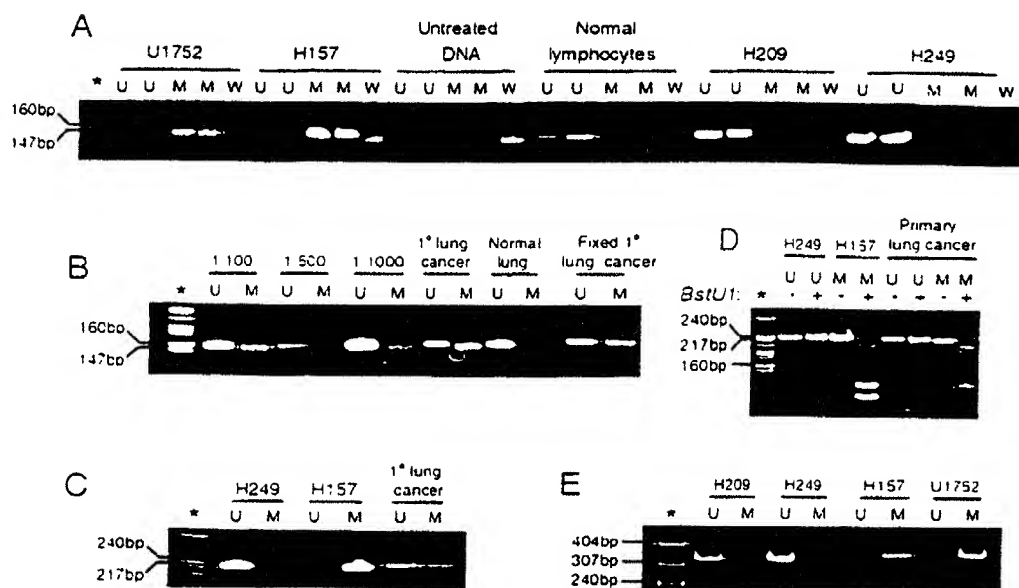 A
Untreated DNA
Normal lymphocytes
U1752 H157 H209 H249
* U U M M W U U M M W U U M M W U U M M W U U M M W U U M M W
160bp
147bp
B
1° lung cancer
Normal lung
Fixed 1° lung cancer
1:100 1:500 1:1000
* U M U M U M U M U M U M
160bp
147bp
D
Primary lung cancer
H249 H157
U U M M U U M M
BstU1: * - + - + - + - +
240bp
217bp
160bp
C
1° lung cancer
H249 H157
* U M U M U M
240bp
217bp
E
H209 H249 H157 U1752
* U M U M U M U M
404bp
307bp
240bp